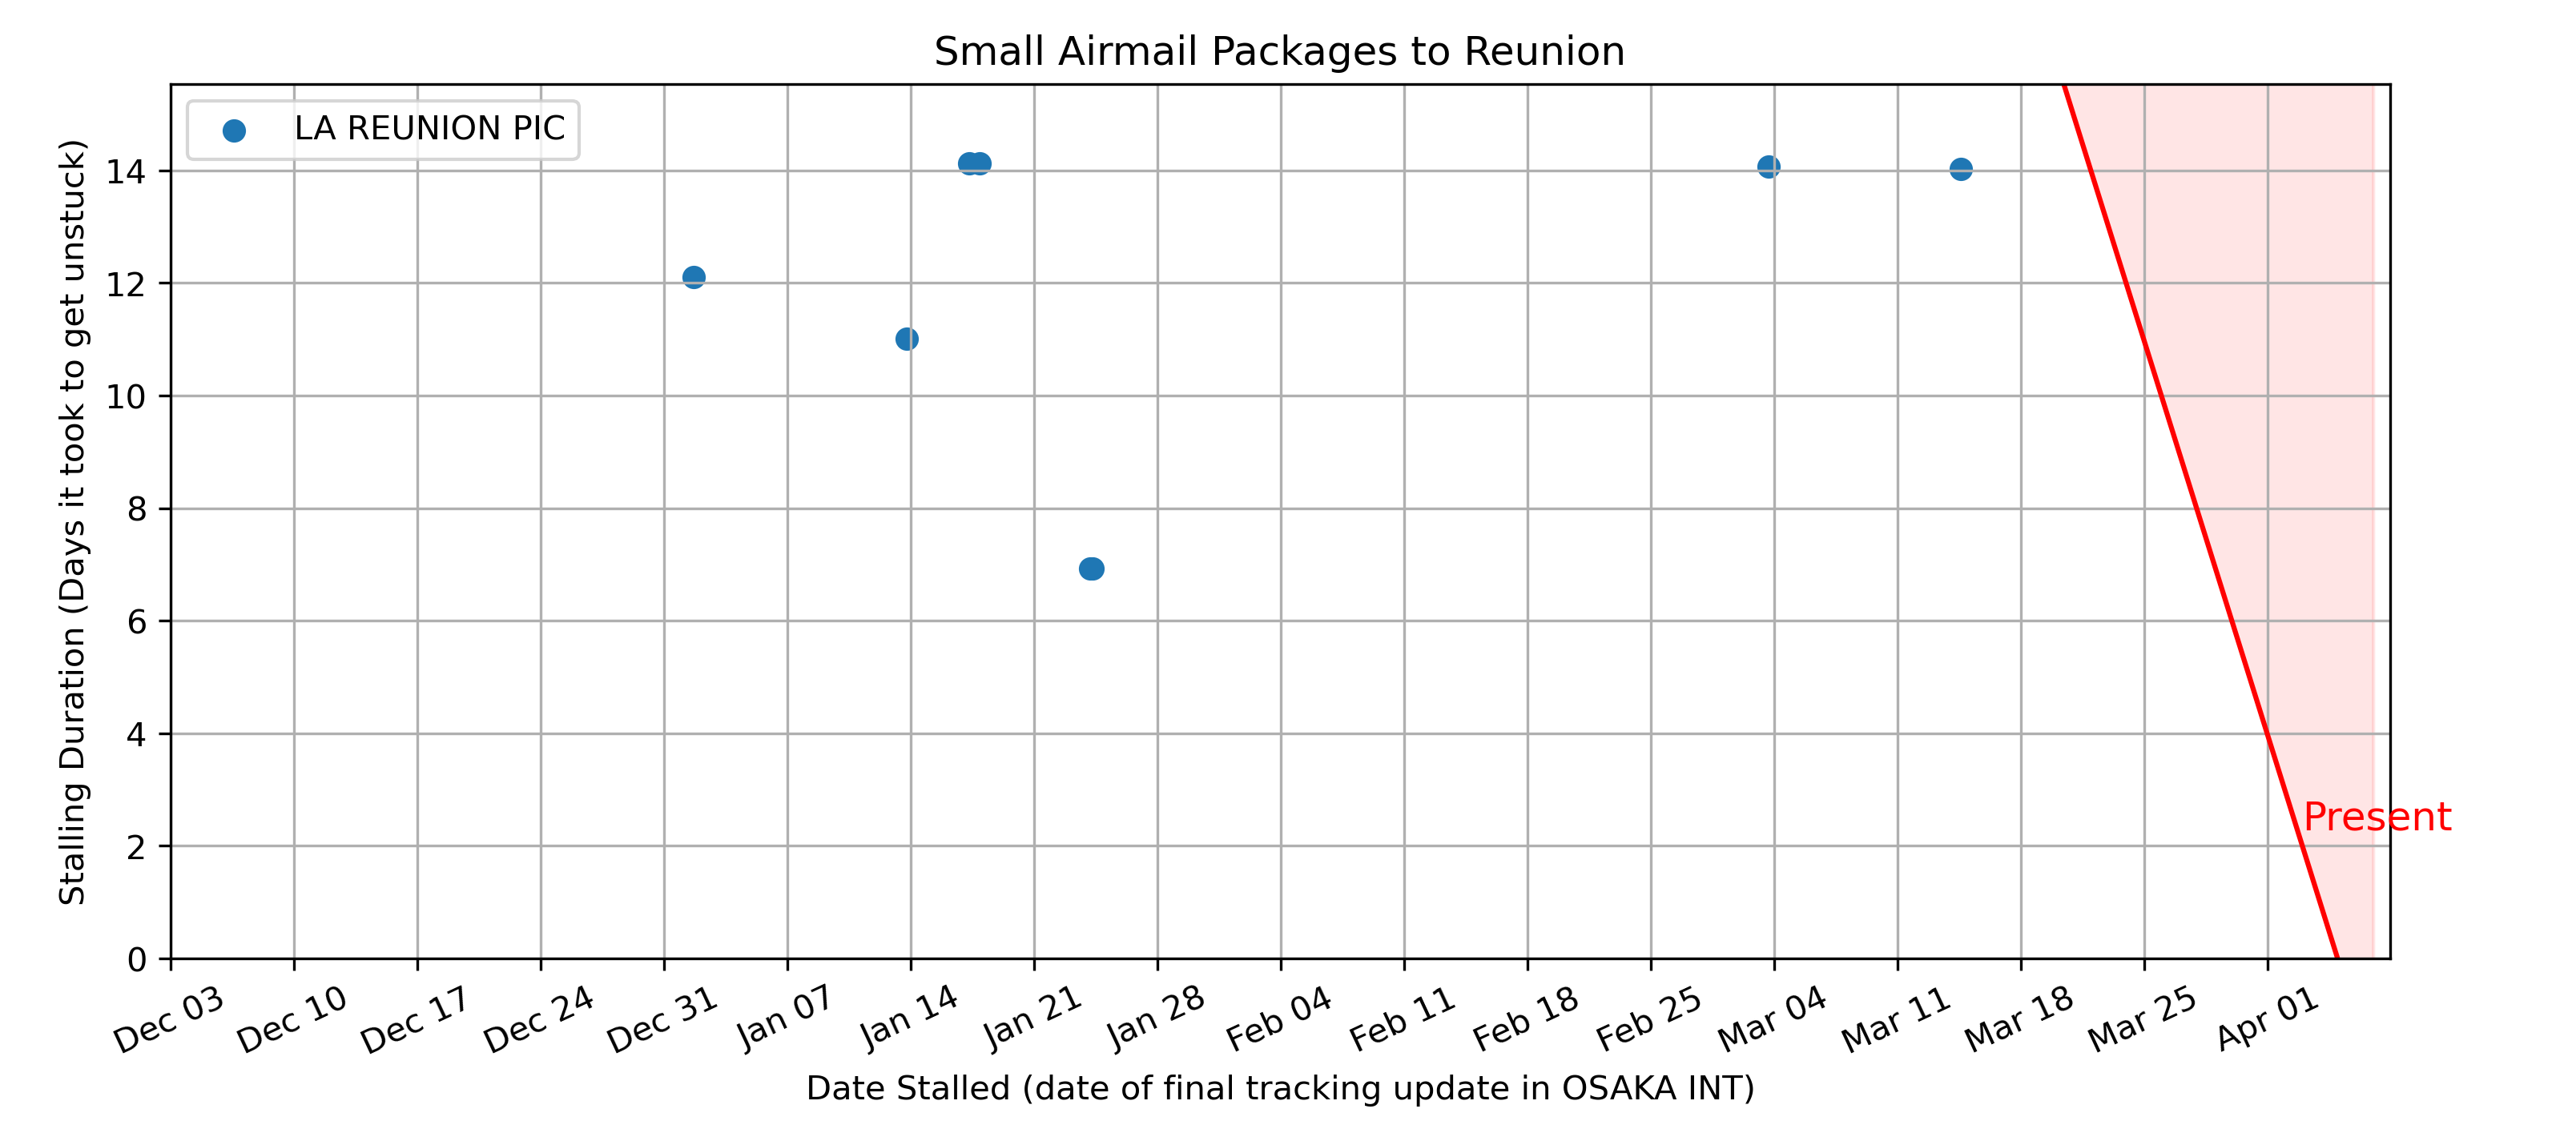 Small Airmail Packages to Reunion
LA REUNION PIC
Stalling Duration (Days it took to get unstuck)
14
12
10
8
6
4
2
0
Present
Dec 03
Dec 10
Dec 17
Dec 24
Dec 31
Jan 07
Jan 14
Jan 21
Jan 28
Feb 04
Feb 11
Feb 18
Feb 25
Mar 04
Mar 11
Mar 18
Mar 25
Apr 01
Date Stalled (date of final tracking update in OSAKA INT)